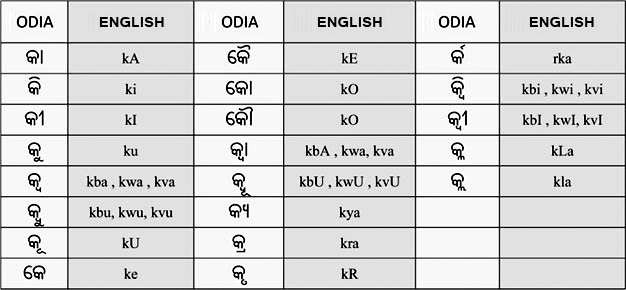 ODIA ENGLISH ODIA ENGLISH ODIA ENGLISH
କା kA କୈ kE ର୍କ rka
କି ki କୋ kO କ୍ୱି kbi , kwi , kvi
କୀ kI କୌ kO କ୍ୱୀ kbI , kwI, kvI
କୁ ku କ୍ୱା kbA , kwa, kva କ୍ଳ kLa
କ୍ୱ kba , kwa , kva କ୍ୱୂ kbU , kwU , kvU କ୍ଲ kla
କ୍ୱୁ kbu, kwu, kvu କ୍ୟ kya
କୂ kU କ୍ର kra
କେ ke କୃ kR